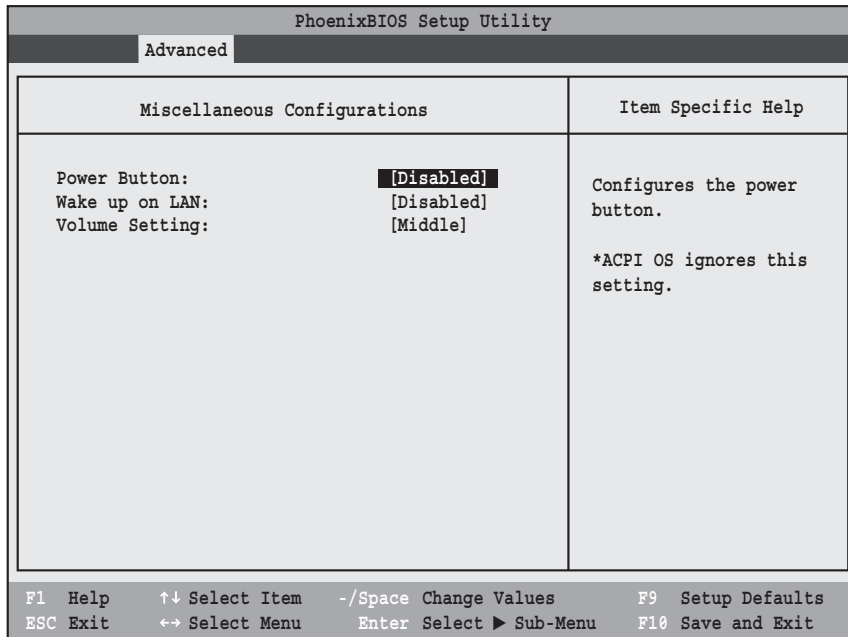 PhoenixBIOS Setup Utility
Advanced
Miscellaneous Configurations
Item Specific Help
Power Button: [Disabled]
Wake up on LAN: [Disabled]
Volume Setting: [Middle]
Configures the power
button.
*ACPI OS ignores this
setting.
F1 Help ↑↓ Select Item -/Space Change Values F9 Setup Defaults
ESC Exit ←→ Select Menu Enter Select ▶ Sub-Menu F10 Save and Exit